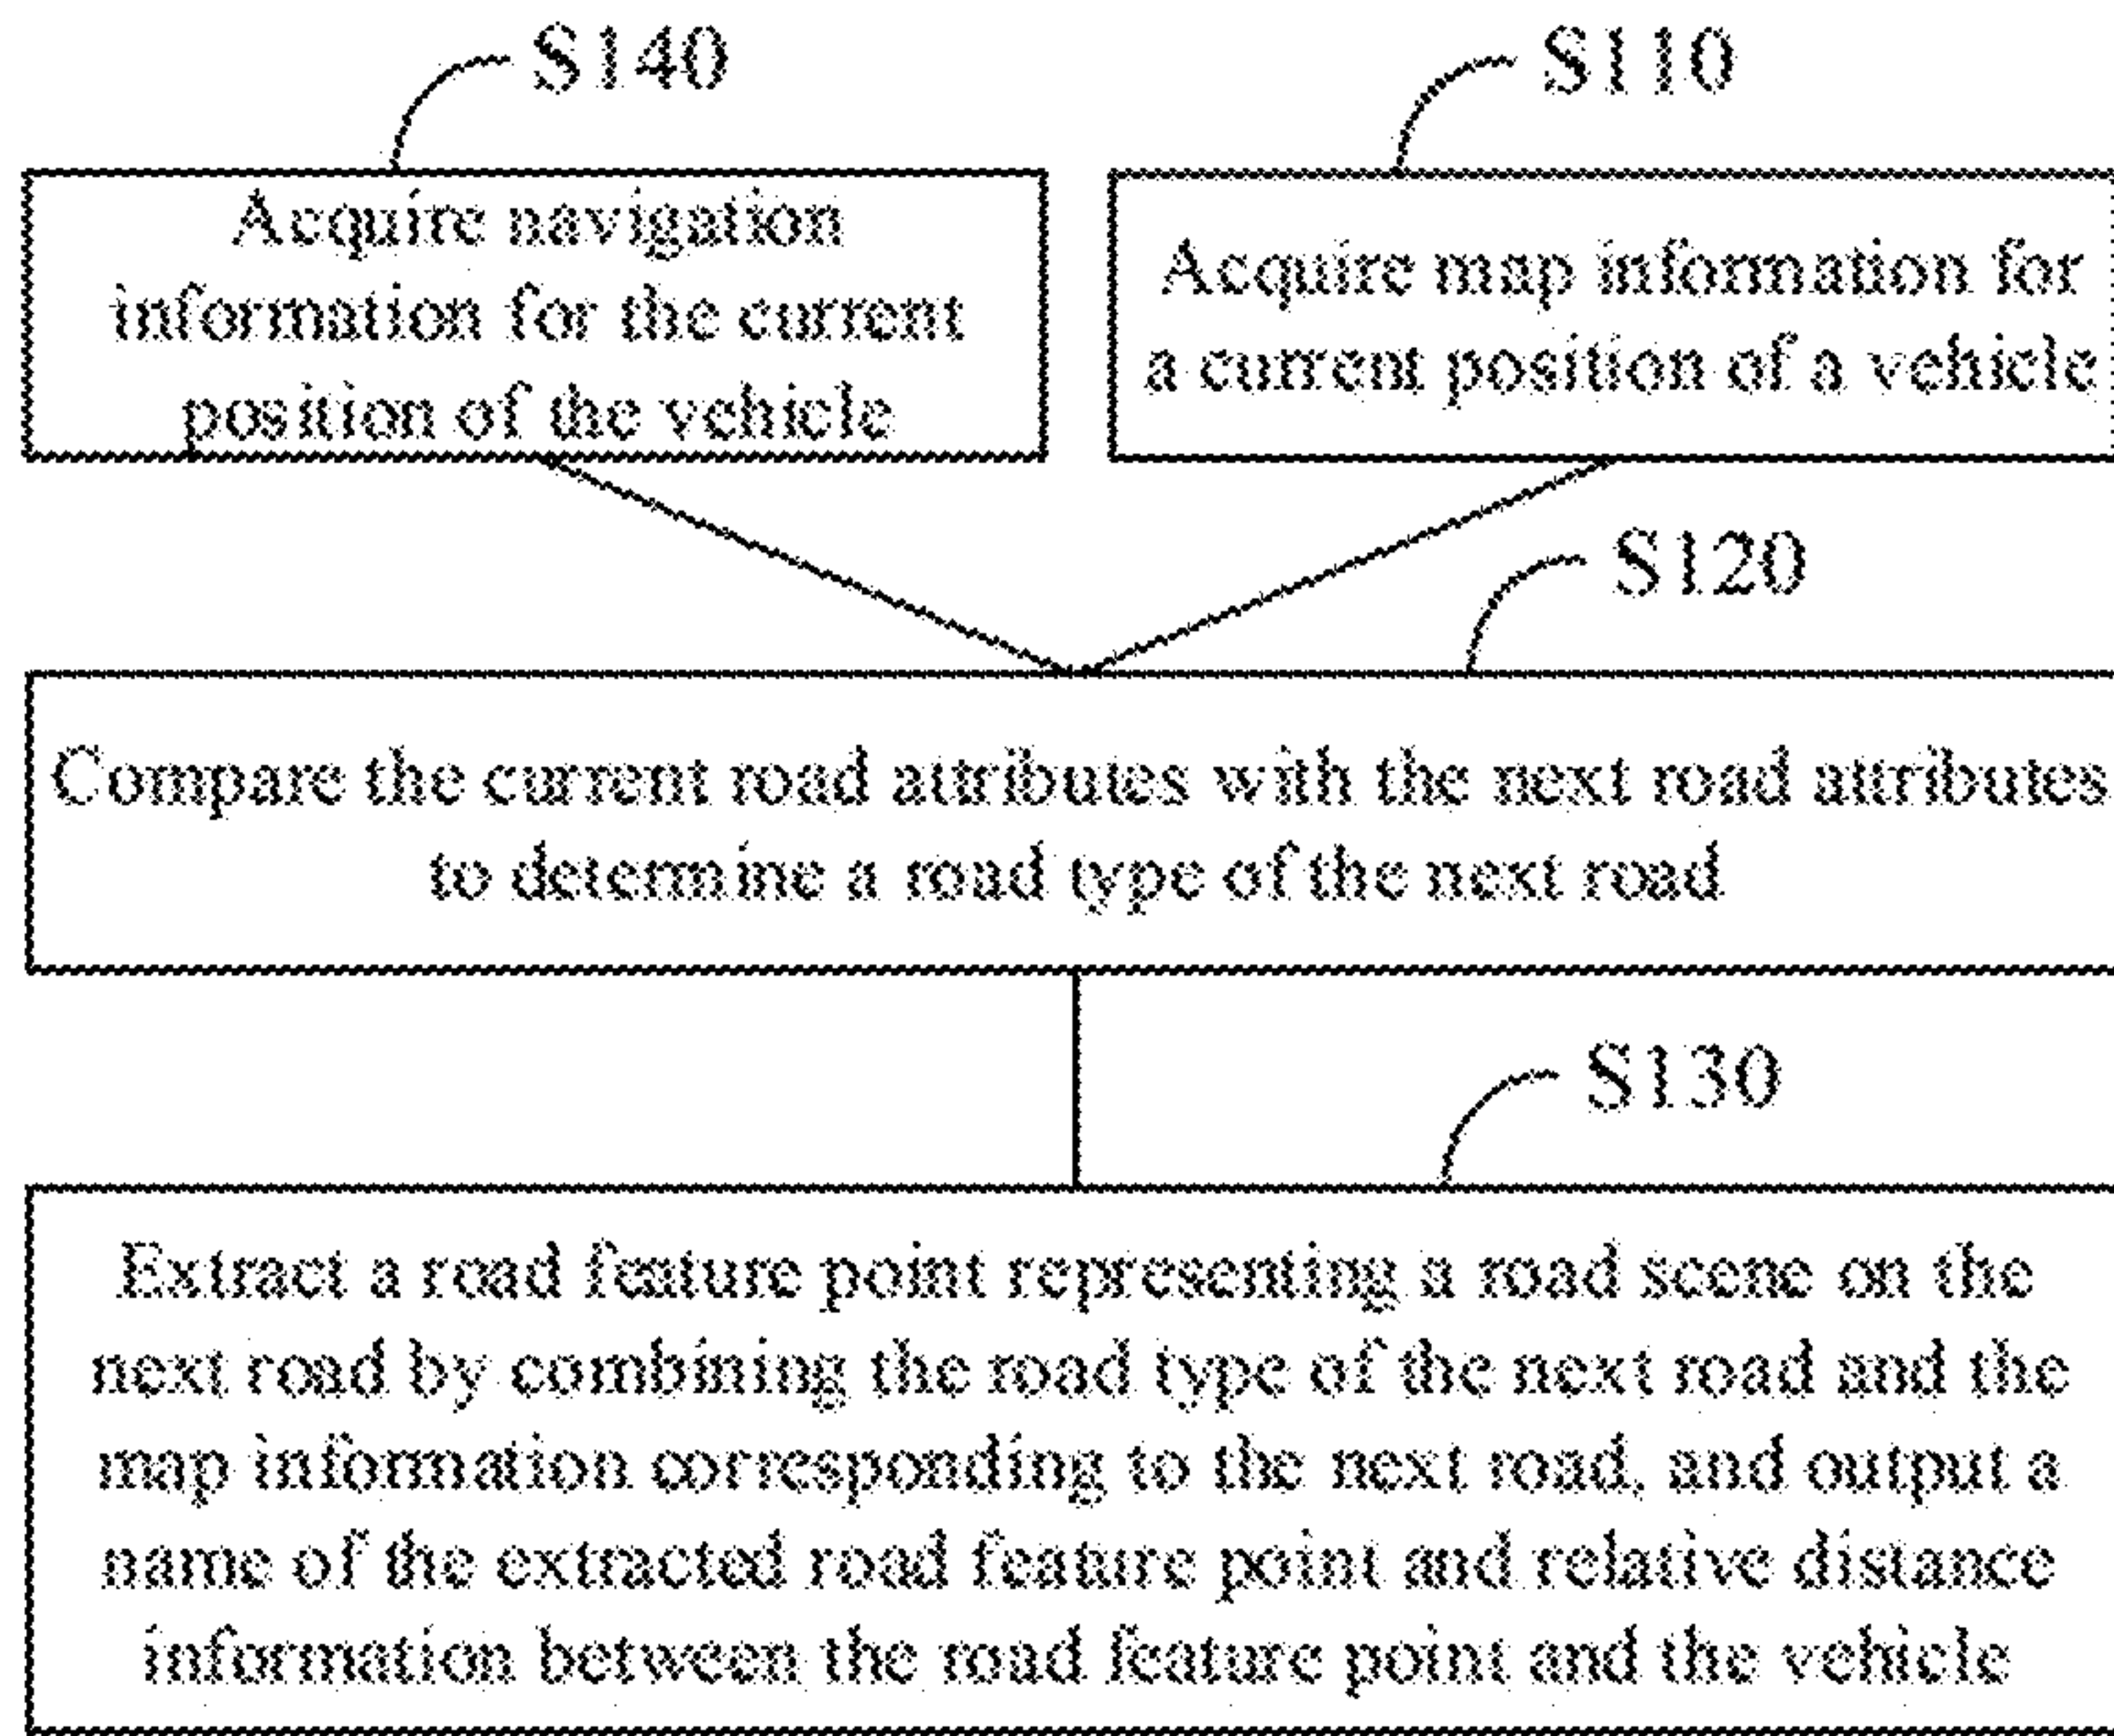 S140
S110
Acquire navigation
information for the current
position of the vehicle
Acquire map information for
a current position of a vehicle
S120
Compare the current road attributes with the next road attributes
to determine a road type of the next road
S130
Extract a road feature point representing a road scene on the
next road by combining the road type of the next road and the
map information corresponding to the next road, and output a
name of the extracted road feature point and relative distance
information between the road feature point and the vehicle